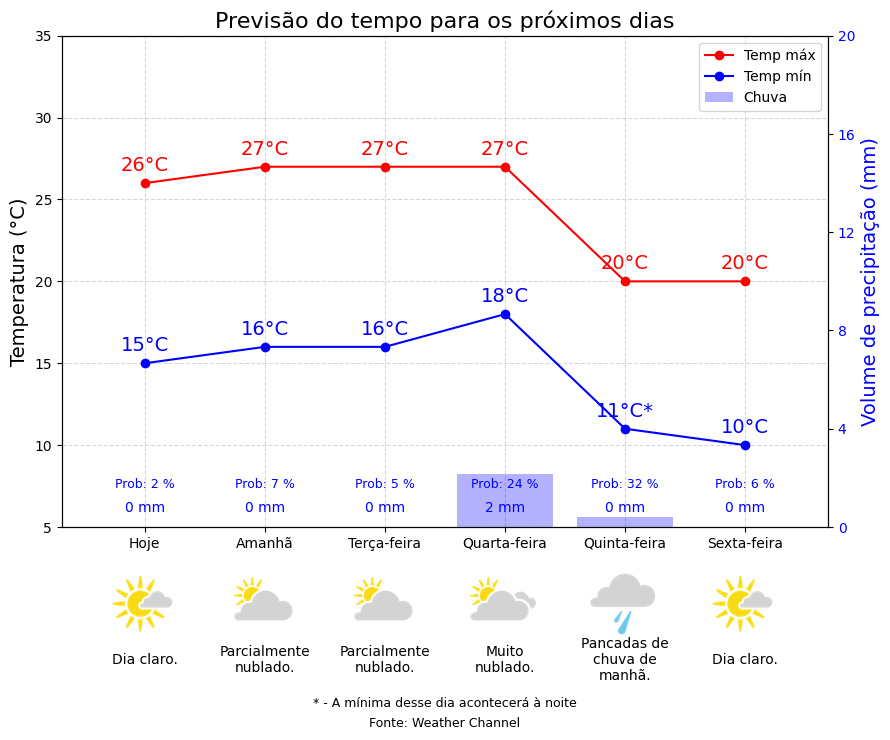 Previsão do tempo para os próximos dias
Temp máx
Temp mín
Chuva
Temperatura (°C)
Volume de precipitação (mm)
35
30
25
20
15
10
5
20
16
12
8
4
0
26°C 27°C 27°C 27°C 20°C 20°C
15°C 16°C 16°C 18°C 11°C* 10°C
Prob: 2 % Prob: 7 % Prob: 5 % Prob: 24 % Prob: 32 % Prob: 6 %
0 mm 0 mm 0 mm 2 mm 0 mm 0 mm
Hoje Amanhã Terça-feira Quarta-feira Quinta-feira Sexta-feira
Dia claro.
Parcialmente
nublado.
Parcialmente
nublado.
Muito
nublado.
Pancadas de
chuva de
manhã.
Dia claro.
* - A mínima desse dia acontecerá à noite
Fonte: Weather Channel